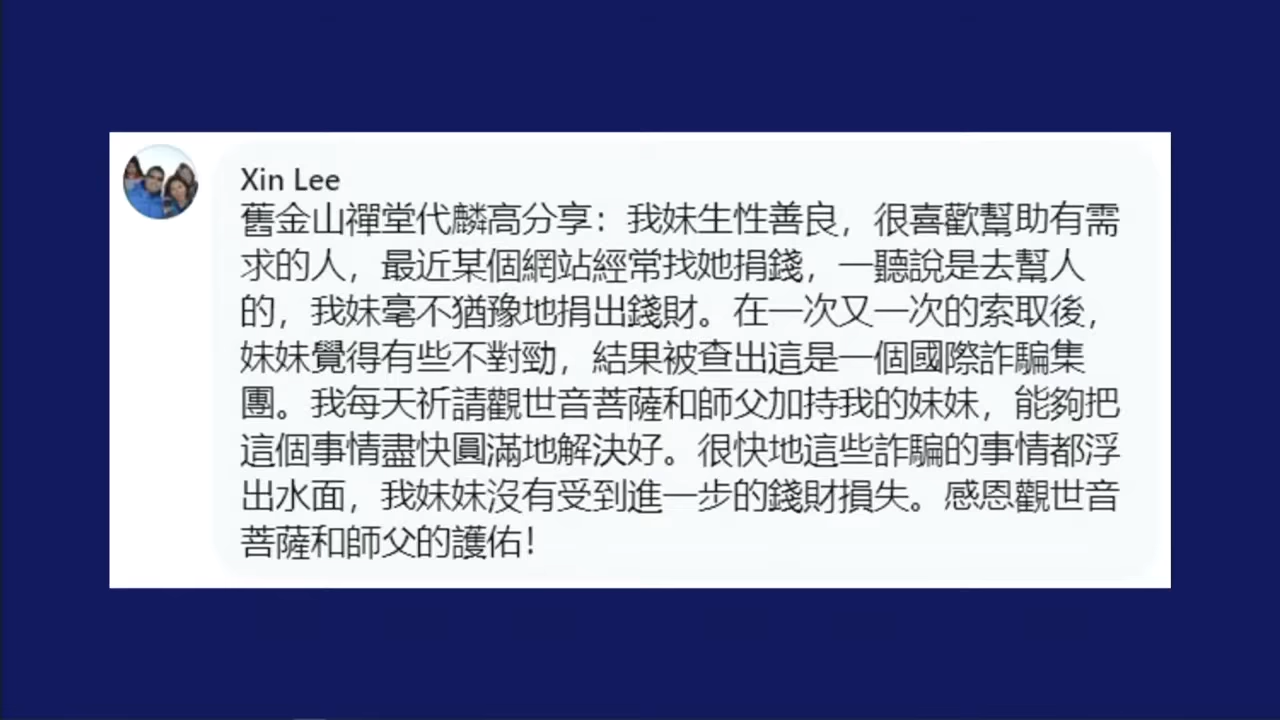 Xin Lee
舊金山禪堂代麟高分享：我妹生性善良，很喜歡幫助有需
求的人，最近某個網站經常找她捐錢，一聽說是去幫人
的，我妹毫不猶豫地捐出錢財。在一次又一次的索取後，
妹妹覺得有些不對勁，結果被查出這是一個國際詐騙集
團。我每天祈請觀世音菩薩和師父加持我的妹妹，能夠把
這個事情盡快圓滿地解決好。很快地這些詐騙的事情都浮
出水面，我妹妹沒有受到進一步的錢財損失。感恩觀世音
菩薩和師父的護佑！